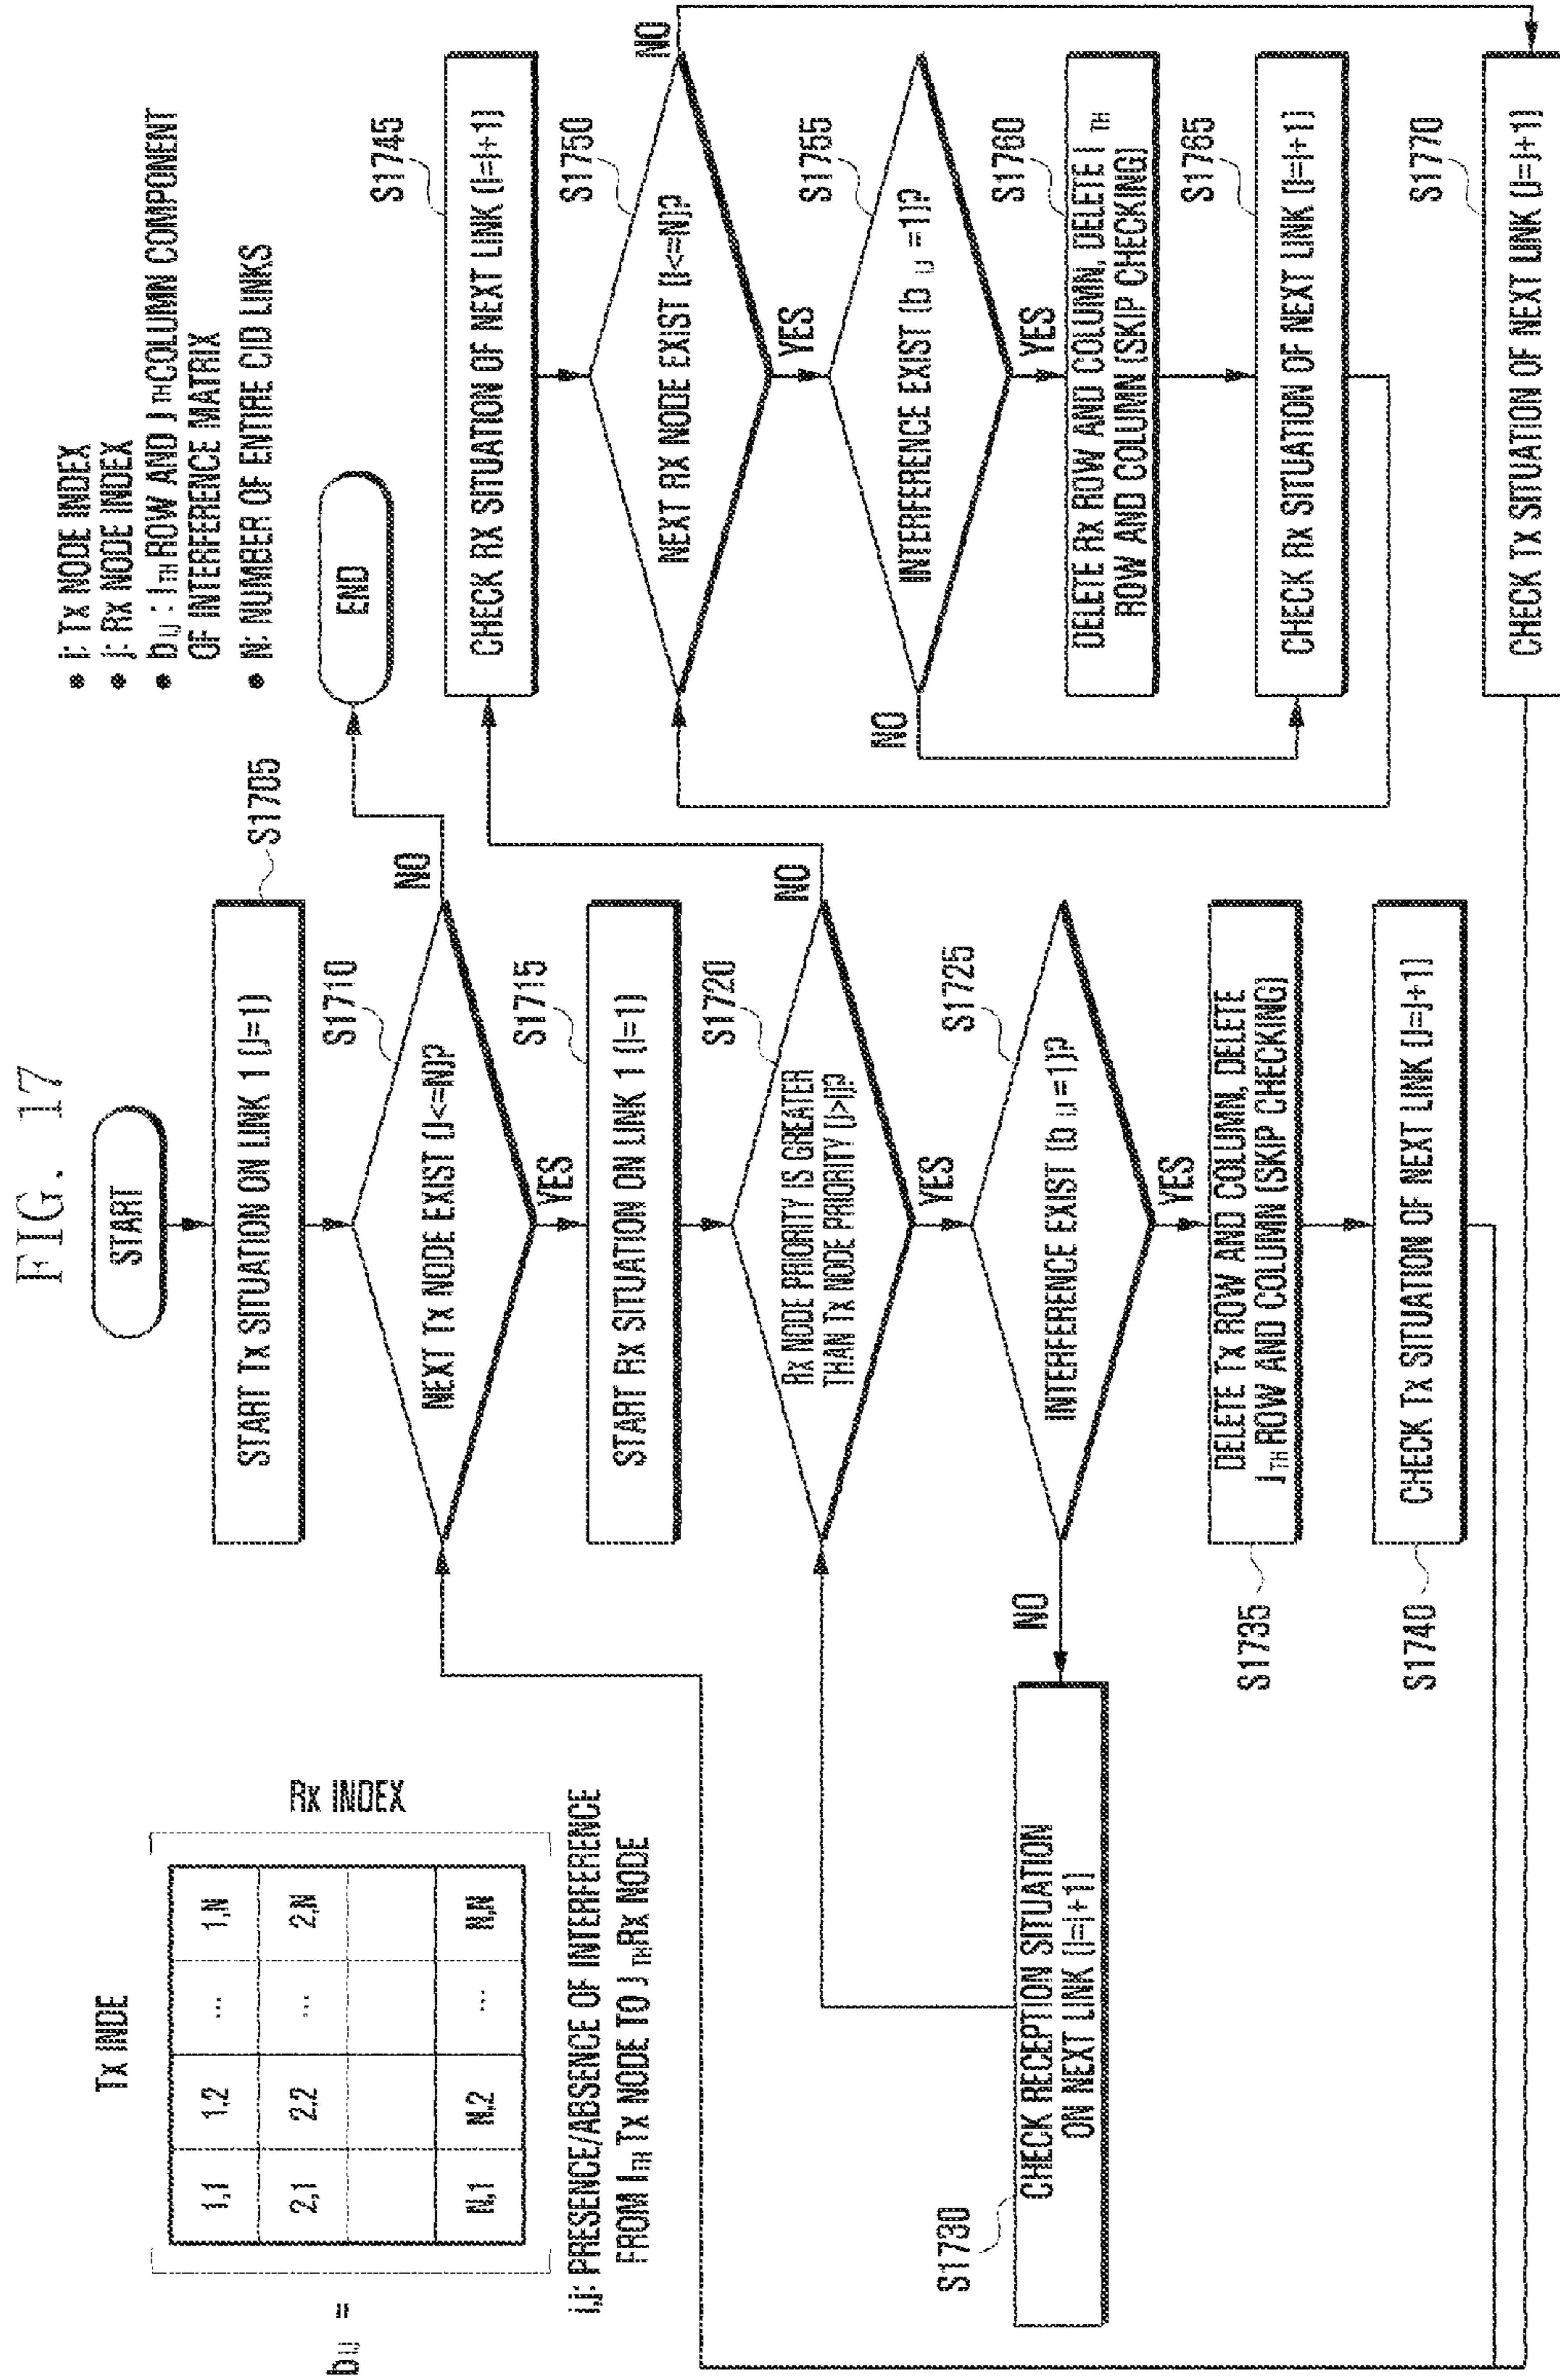 FIG. 17
START
START Tx SITUATION ON LINK 1 (J=1)
S1705
NEXT Tx NODE EXIST (J<=N)?
S1710
NO
YES
END
START Rx SITUATION ON LINK 1 (I=1)
S1715
Rx NODE PRIORITY IS GREATER
THAN Tx NODE PRIORITY (J>I)?
S1720
NO
YES
INTERFERENCE EXIST (b IJ =1)?
S1725
NO
YES
CHECK RECEPTION SITUATION
ON NEXT LINK (I=I+1)
S1730
DELETE Tx ROW AND COLUMN, DELETE
J TH ROW AND COLUMN (SKIP CHECKING)
S1735
CHECK Tx SITUATION OF NEXT LINK (J=J+1)
S1740
Tx INDE
Rx INDEX
b IJ =
1,1 1,2 ... 1,N
2,1 2,2 ... 2,N
N,1 N,2 ... N,N
i,j: PRESENCE/ABSENCE OF INTERFERENCE
FROM I TH Tx NODE TO J TH Rx NODE
• I: Tx NODE INDEX
• J: Rx NODE INDEX
• b IJ : I TH ROW AND J TH COLUMN COMPONENT
OF INTERFERENCE MATRIX
• N: NUMBER OF ENTIRE CID LINKS
CHECK RX SITUATION OF NEXT LINK (I=I+1)
S1745
NEXT RX NODE EXIST (I<=N)?
S1750
NO
YES
INTERFERENCE EXIST (b IJ =1)?
S1755
NO
YES
DELETE Rx ROW AND COLUMN, DELETE I TH
ROW AND COLUMN (SKIP CHECKING)
S1760
CHECK Rx SITUATION OF NEXT LINK (I=I+1)
S1765
CHECK Tx SITUATION OF NEXT LINK (J=J+1)
S1770